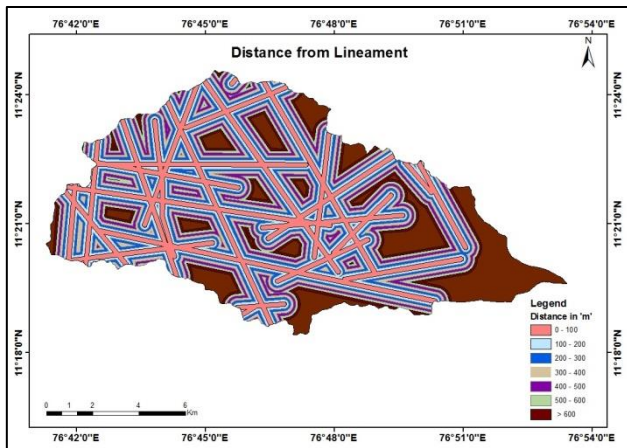 76°42'0"E 76°45'0"E 76°48'0"E 76°51'0"E 76°54'0"E
Distance from Lineament
N
11°24'0"N 11°24'0"N
11°21'0"N 11°21'0"N
11°18'0"N 11°18'0"N
Legend
Distance in 'm'
0 - 100
100 - 200
200 - 300
300 - 400
400 - 500
500 - 600
> 600
0 1 2 4 6
Km
76°42'0"E 76°45'0"E 76°48'0"E 76°51'0"E 76°54'0"E